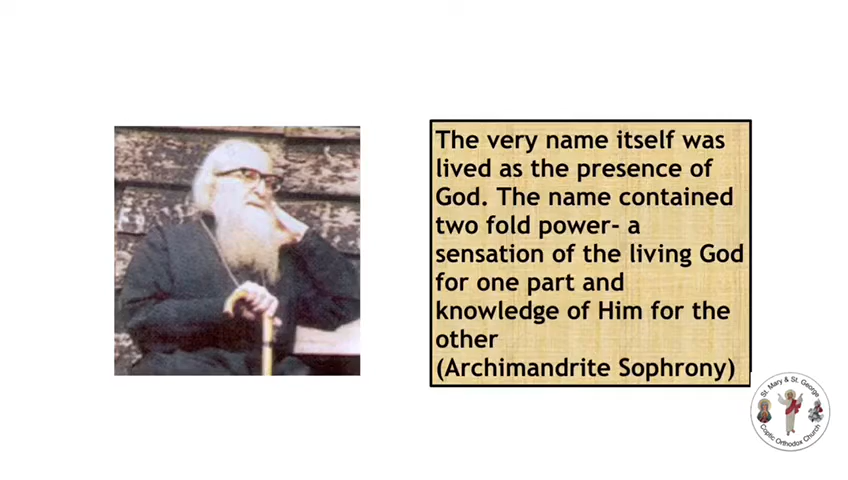 The very name itself was
lived as the presence of
God. The name contained
two fold power- a
sensation of the living God
for one part and
knowledge of Him for the
other
(Archimandrite Sophrony)
St. Mary & St. George
Coptic Orthodox Church